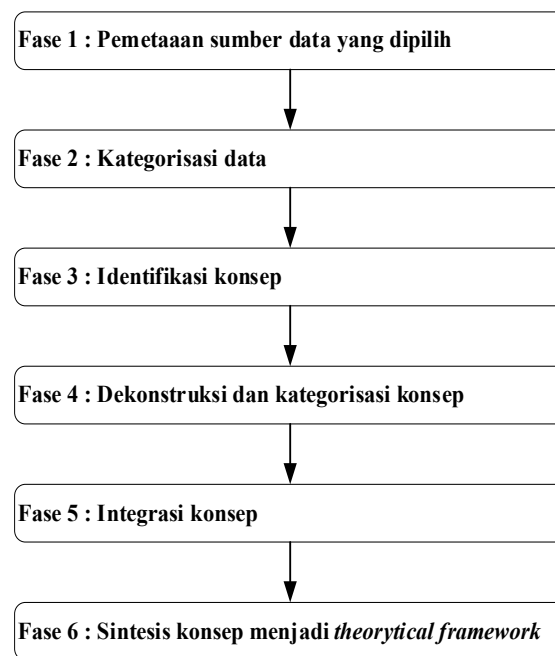 Fase 1 : Pemetaaan sumber data yang dipilih
Fase 2 : Kategorisasi data
Fase 3 : Identifikasi konsep
Fase 4 : Dekonstruksi dan kategorisasi konsep
Fase 5 : Integrasi konsep
Fase 6 : Sintesis konsep menjadi theorytical framework